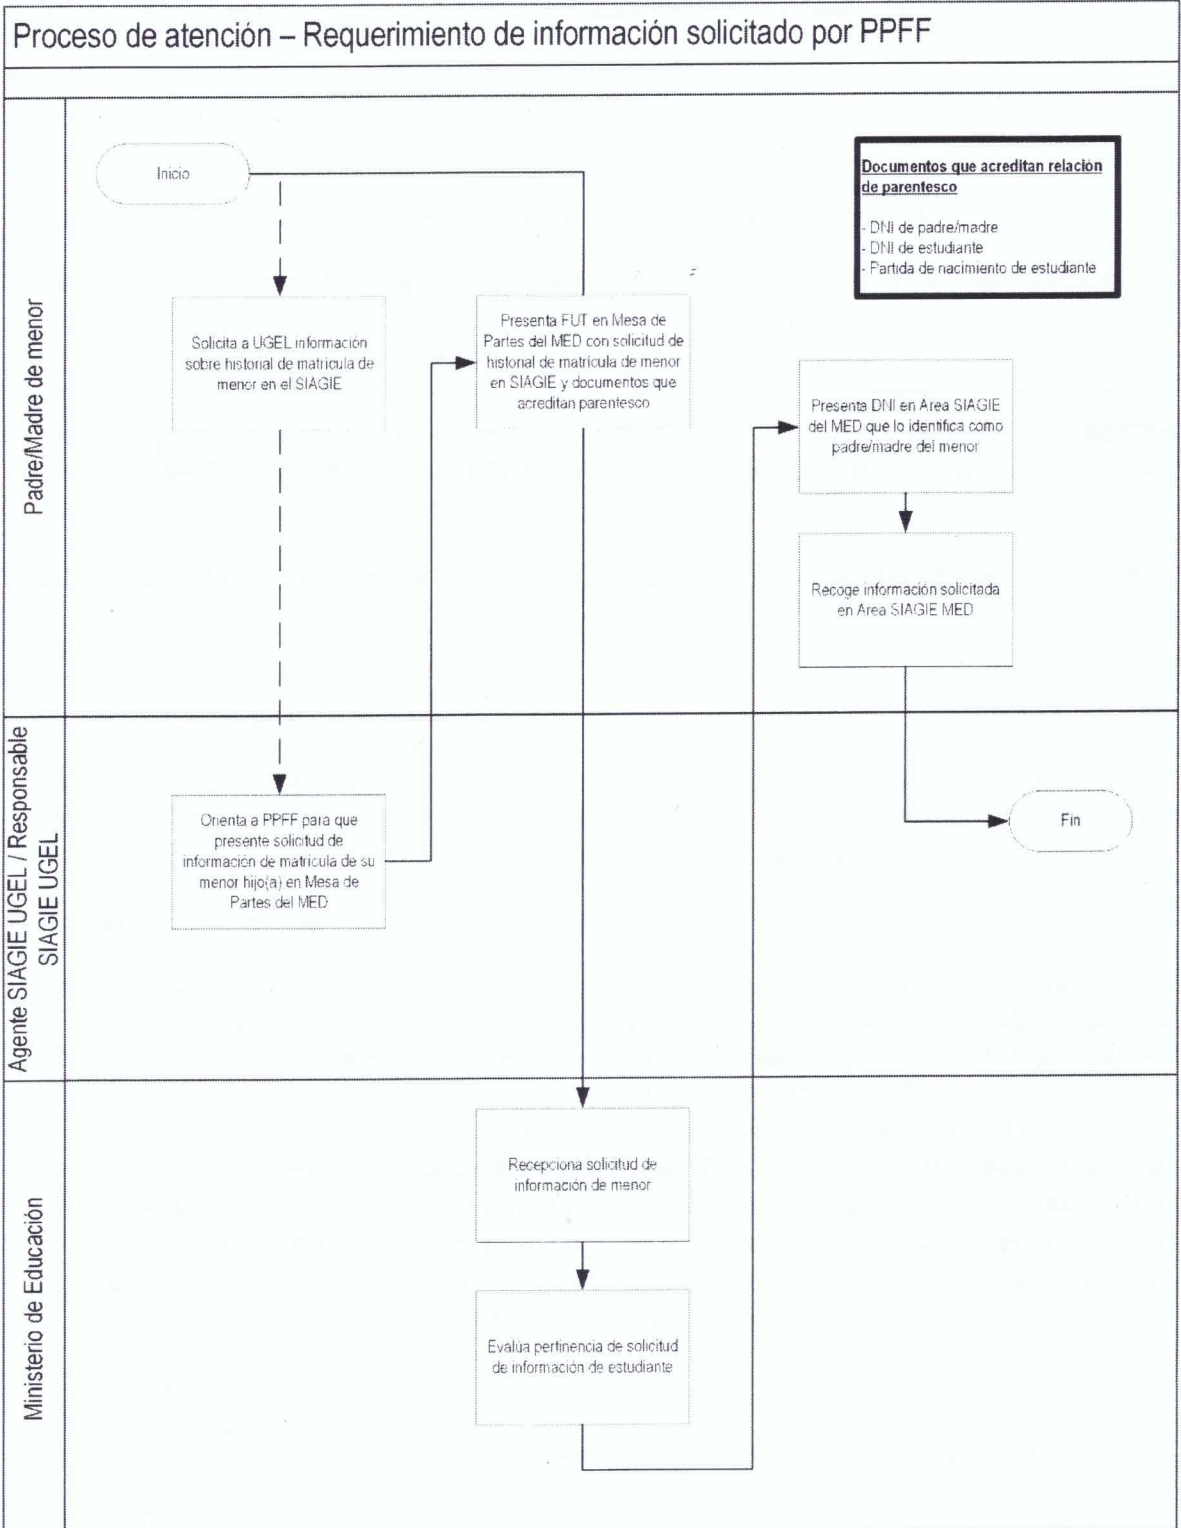 Proceso de atención – Requerimiento de información solicitado por PPFF
Padre/Madre de menor
Inicio
Documentos que acreditan relación
de parentesco
- DNI de padre/madre
- DNI de estudiante
- Partida de nacimiento de estudiante
Solicita a UGEL información
sobre historial de matricula de
menor en el SIAGIE
Presenta FUT en Mesa de
Partes del MED con solicitud de
historial de matricula de menor
en SIAGIE y documentos que
acreditan parentesco
Presenta DNI en Area SIAGIE
del MED que lo identifica como
padre/madre del menor
Recoge información solicitada
en Area SIAGIE MED
Agente SIAGIE UGEL / Responsable
SIAGIE UGEL
Orienta a PPFF para que
presente solicitud de
información de matricula de su
menor hijo(a) en Mesa de
Partes del MED
Fin
Ministerio de Educación
Recepciona solicitud de
información de menor
Evalúa pertinencia de solicitud
de información de estudiante